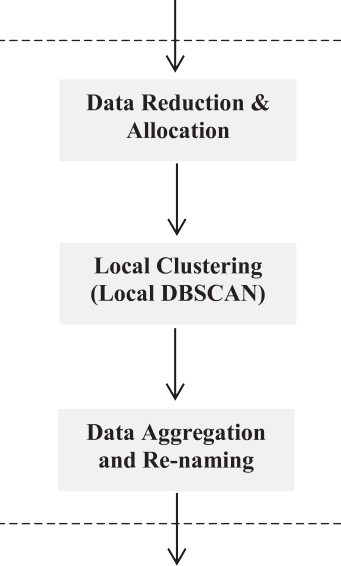 Data Reduction &
Allocation
Local Clustering
(Local DBSCAN)
Data Aggregation
and Re-naming